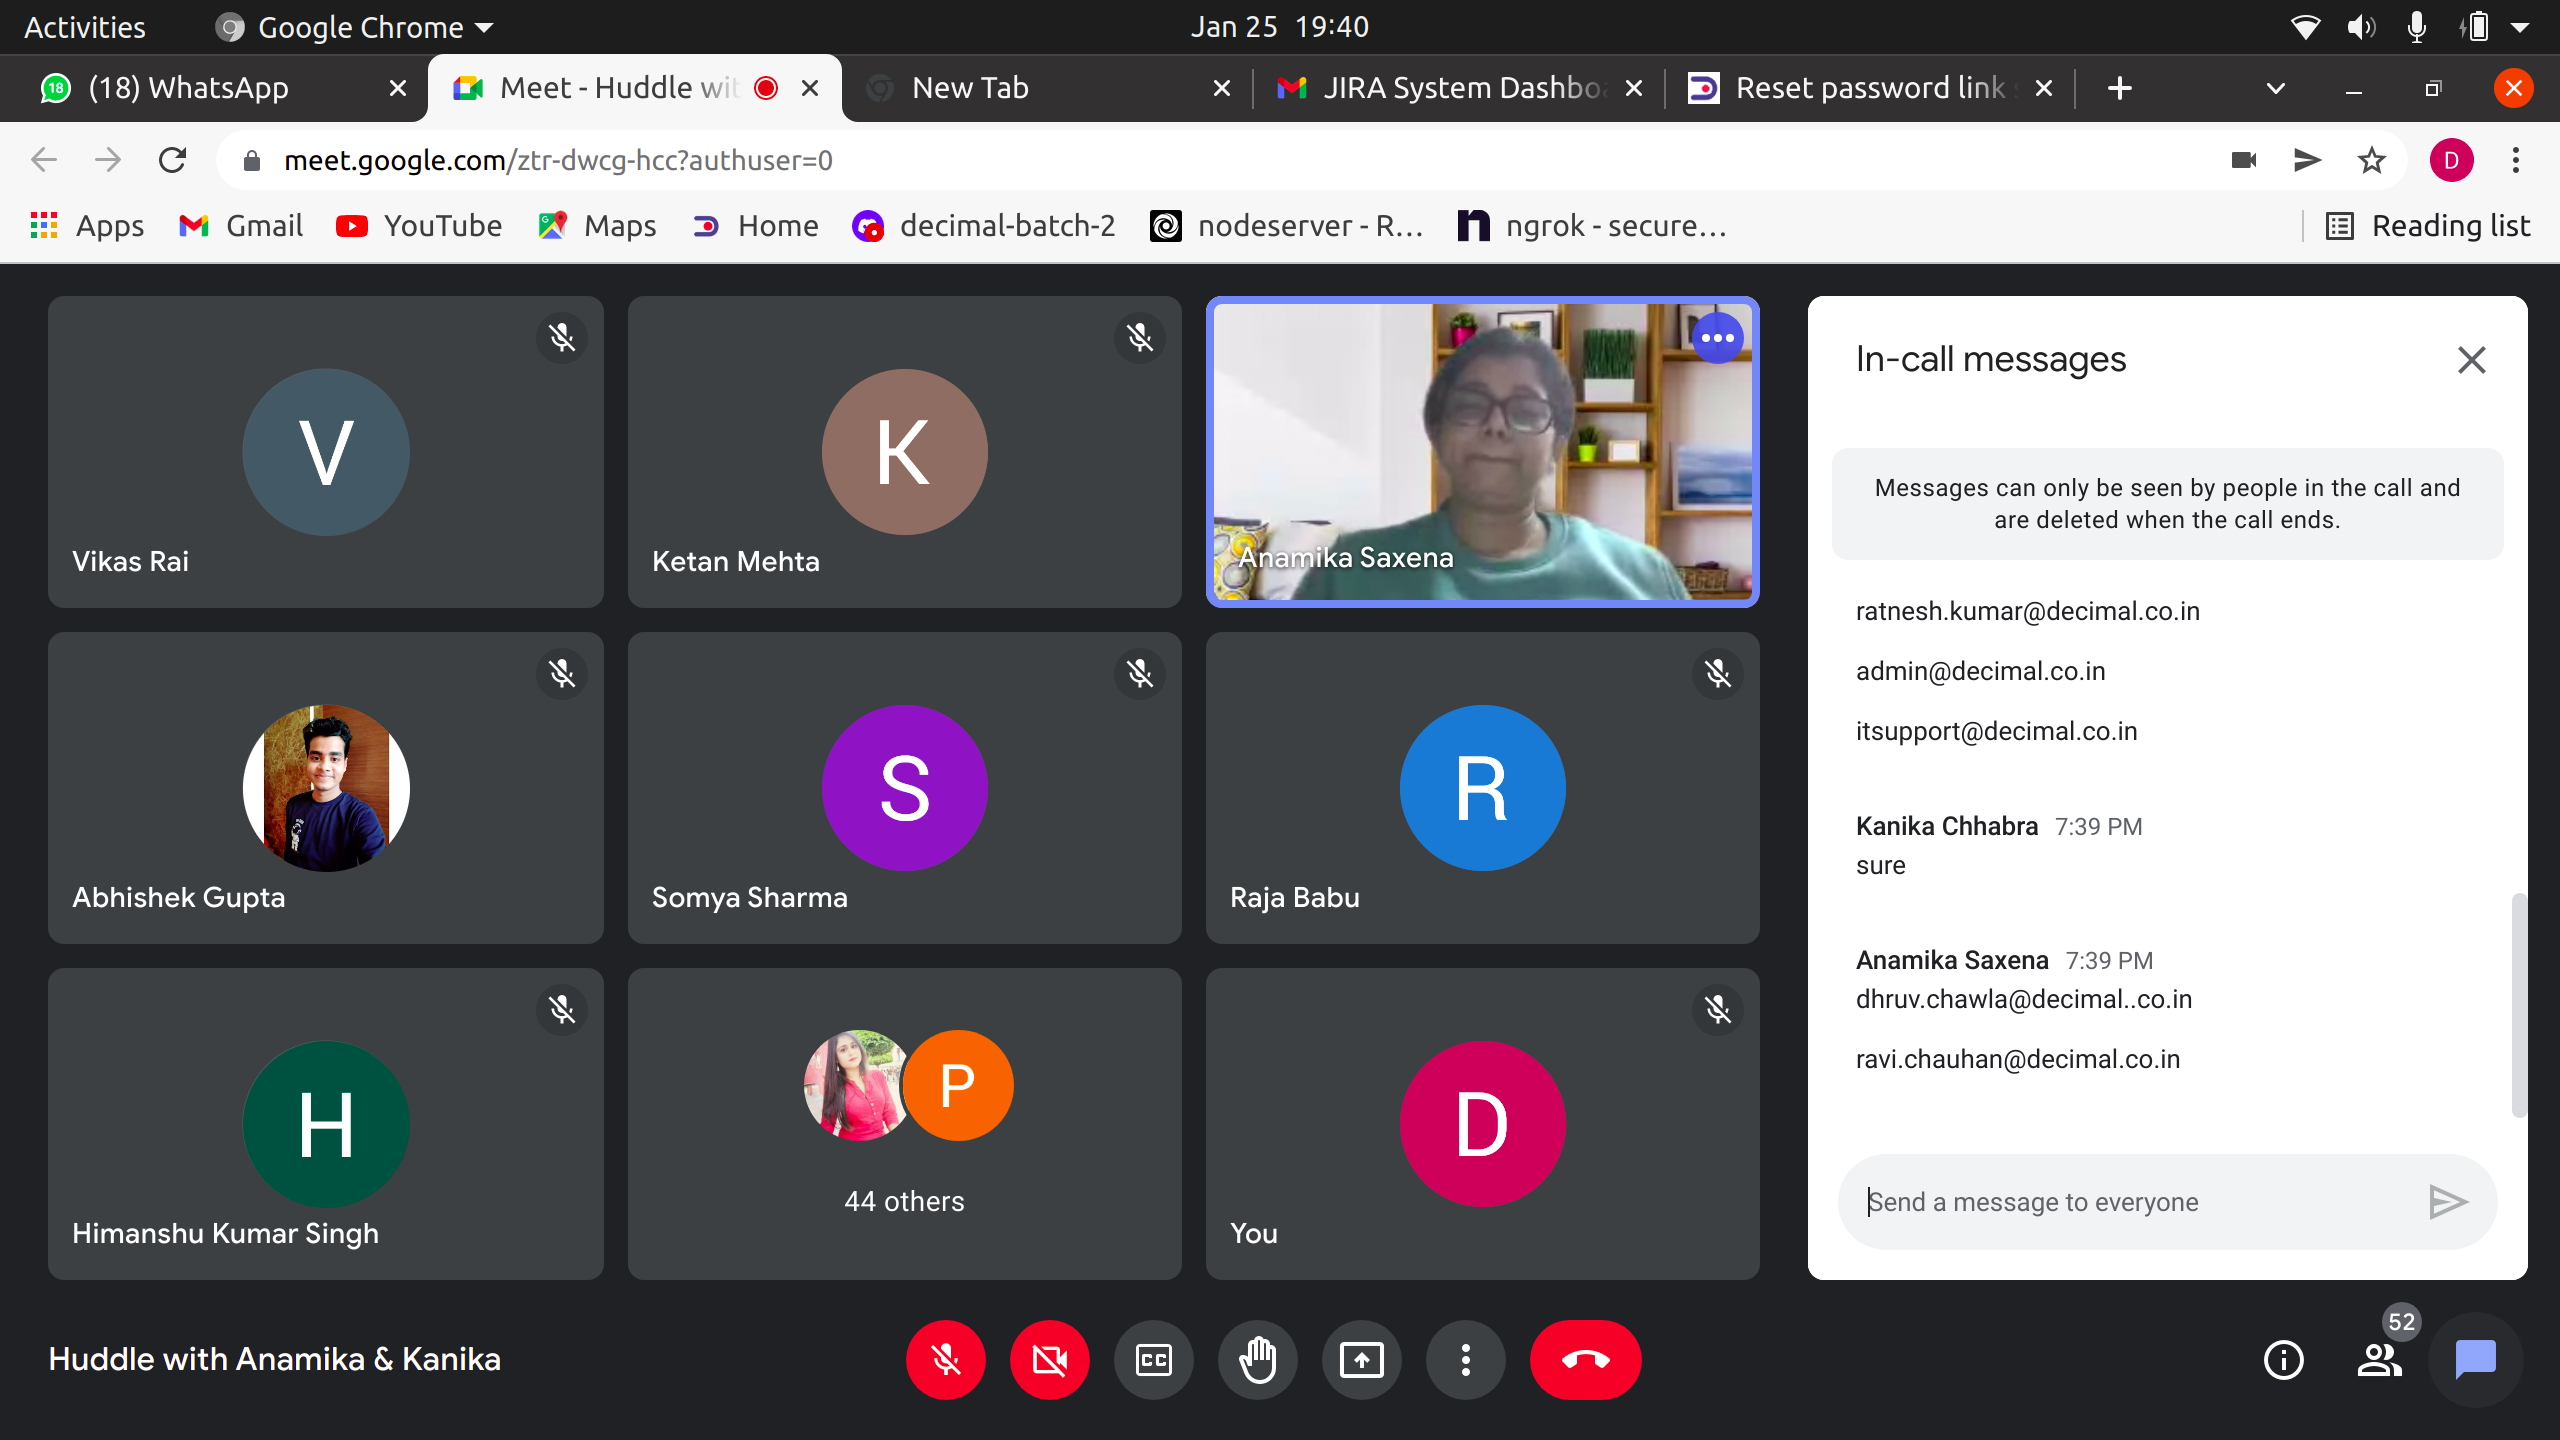 Activities
Google Chrome
Jan 25 19:40
18
(18) WhatsApp
Meet - Huddle wit
New Tab
JIRA System Dashboa
Reset password link s
meet.google.com/ztr-dwcg-hcc?authuser=0
D
Apps
Gmail
YouTube
Maps
Home
decimal-batch-2
nodeserver - R...
ngrok - secure...
Reading list
V
Vikas Rai
K
Ketan Mehta
Anamika Saxena
Abhishek Gupta
S
Somya Sharma
R
Raja Babu
H
Himanshu Kumar Singh
P
44 others
D
You
In-call messages
Messages can only be seen by people in the call and
are deleted when the call ends.
ratnesh.kumar@decimal.co.in
admin@decimal.co.in
itsupport@decimal.co.in
Kanika Chhabra 7:39 PM
sure
Anamika Saxena 7:39 PM
dhruv.chawla@decimal..co.in
ravi.chauhan@decimal.co.in
Send a message to everyone
Huddle with Anamika & Kanika
CC
52